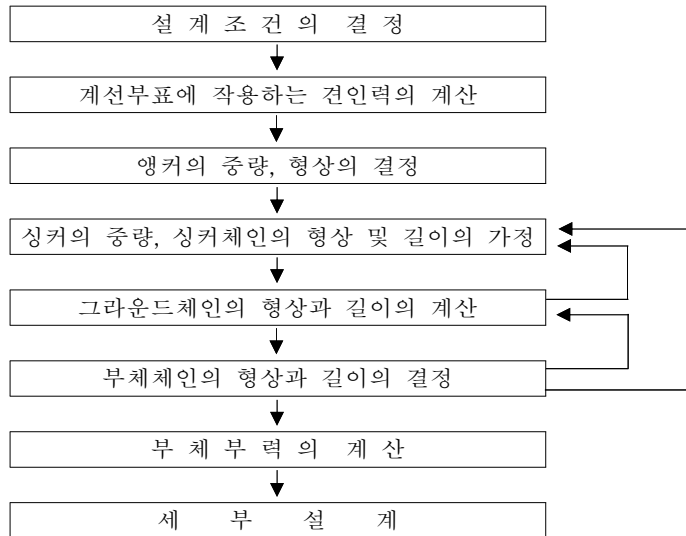 설 계 조 건 의 결 정
계선부표에 작용하는 견인력의 계산
앵커의 중량, 형상의 결정
싱커의 중량, 싱커체인의 형상 및 길이의 가정
그라운드체인의 형상과 길이의 계산
부체체인의 형상과 길이의 결정
부 체 부 력 의 계 산
세 부 설 계